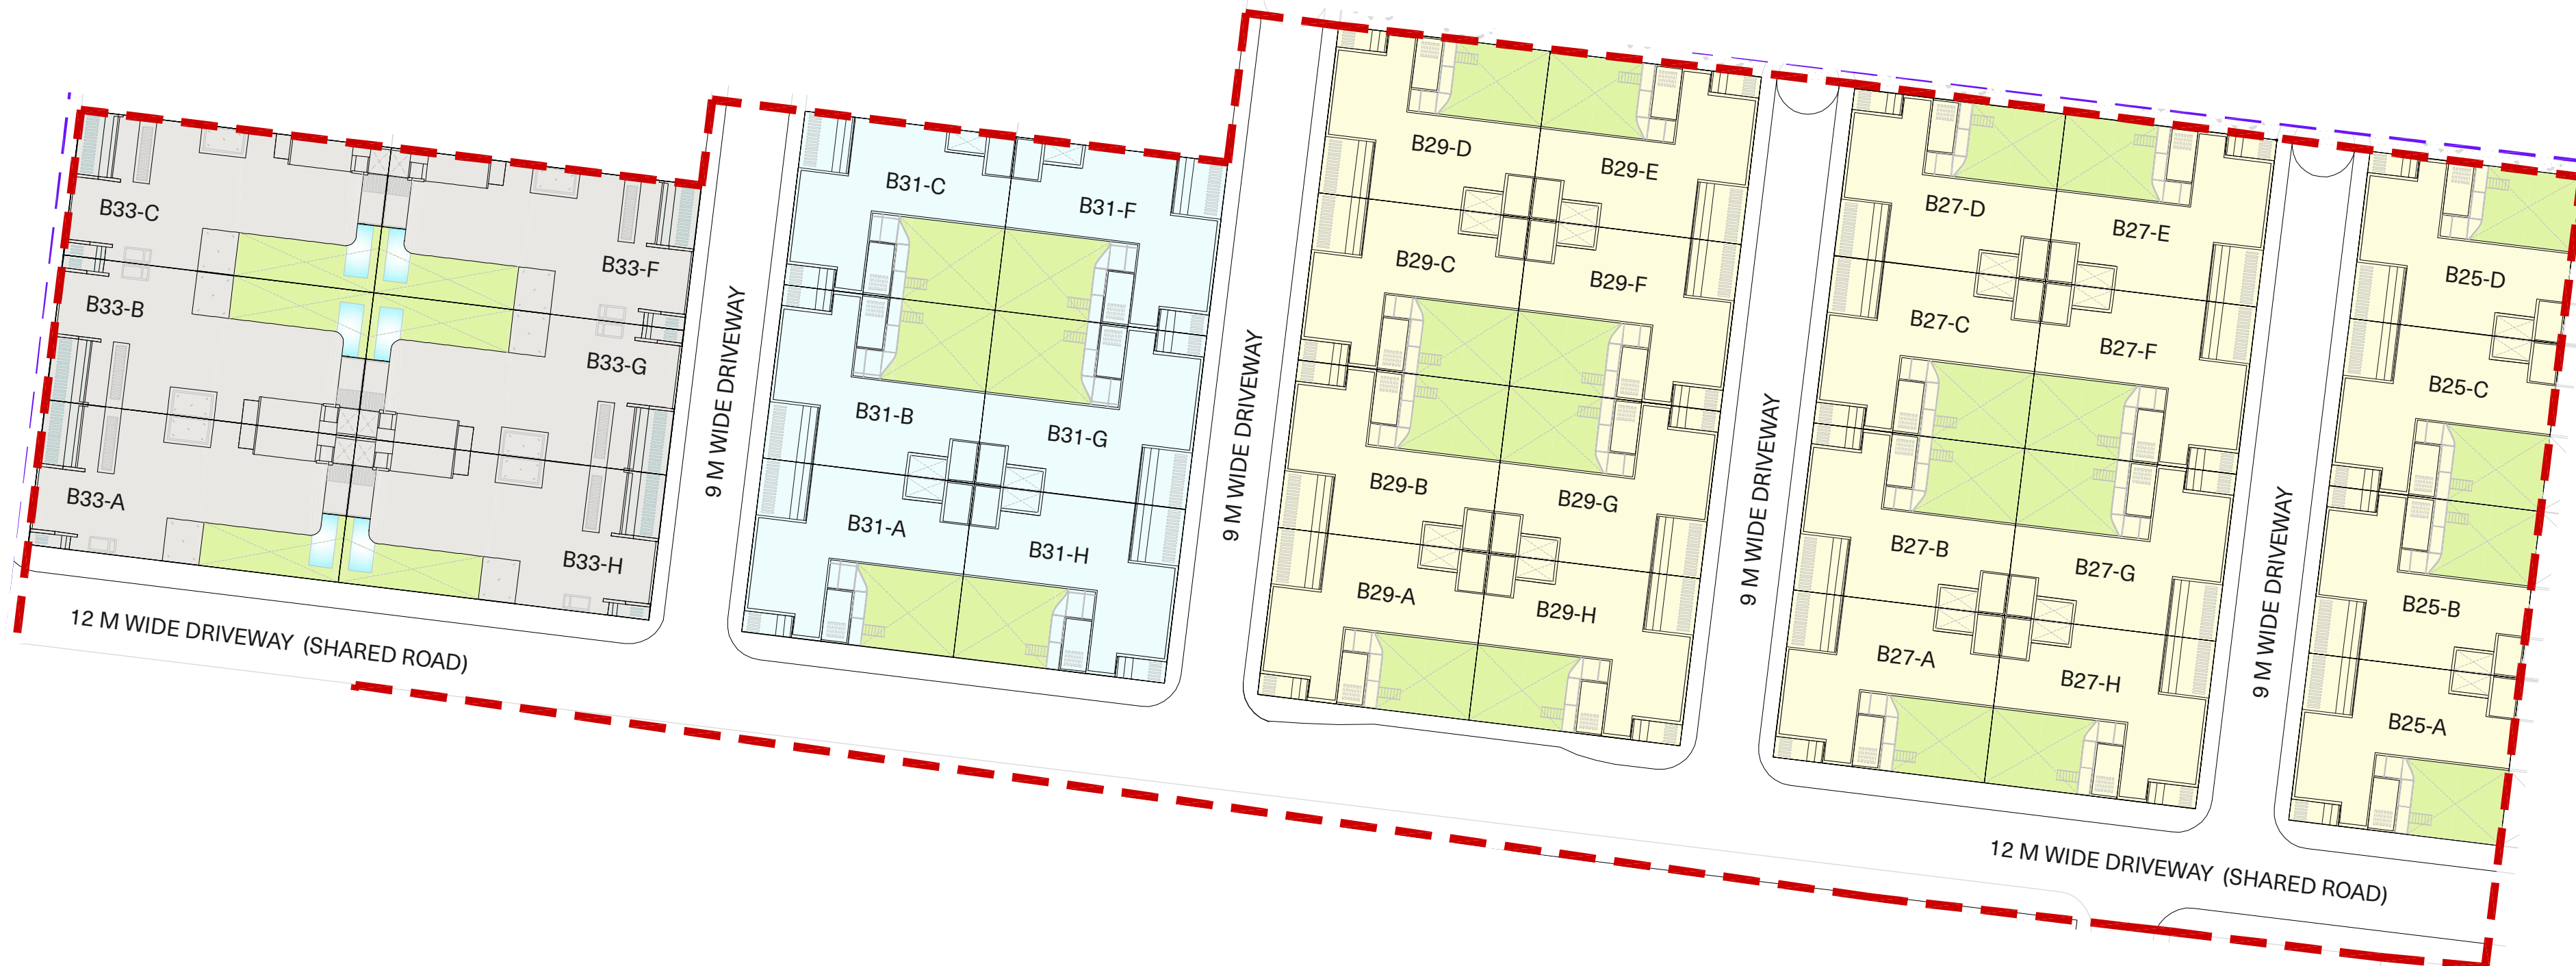 B33-C
B33-F
B33-B
B33-G
B33-A
B33-H
12 M WIDE DRIVEWAY (SHARED ROAD)
9 M WIDE DRIVEWAY
B31-C
B31-F
B31-B
B31-G
B31-A
B31-H
9 M WIDE DRIVEWAY
B29-D
B29-E
B29-C
B29-F
B29-B
B29-G
B29-A
B29-H
9 M WIDE DRIVEWAY
B27-D
B27-E
B27-C
B27-F
B27-B
B27-G
B27-A
B27-H
9 M WIDE DRIVEWAY
B25-D
B25-C
B25-B
B25-A
12 M WIDE DRIVEWAY (SHARED ROAD)